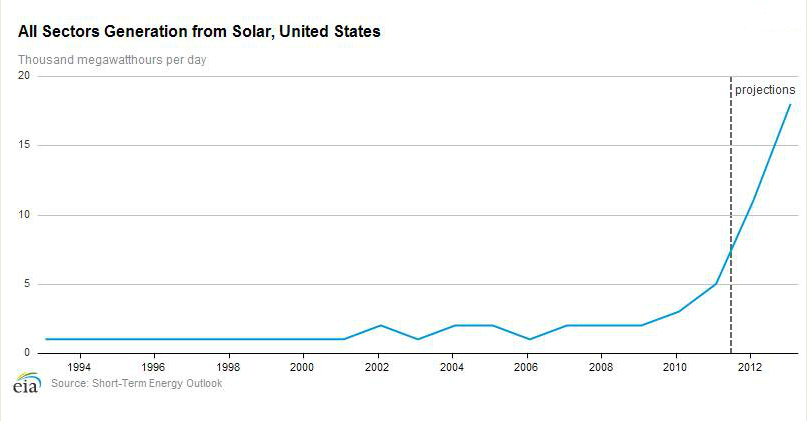 All Sectors Generation from Solar, United States
Thousand megawatthours per day
20
projections
15
10
5
0
1994 1996 1998 2000 2002 2004 2006 2008 2010 2012
eia Source: Short-Term Energy Outlook